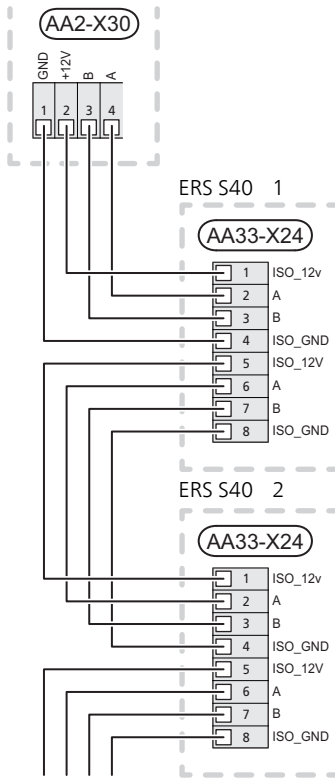 AA2-X30
GND +12V B A
1 2 3 4
ERS S40 1
AA33-X24
1 ISO_12v
2 A
3 B
4 ISO_GND
5 ISO_12V
6 A
7 B
8 ISO_GND
ERS S40 2
AA33-X24
1 ISO_12v
2 A
3 B
4 ISO_GND
5 ISO_12V
6 A
7 B
8 ISO_GND